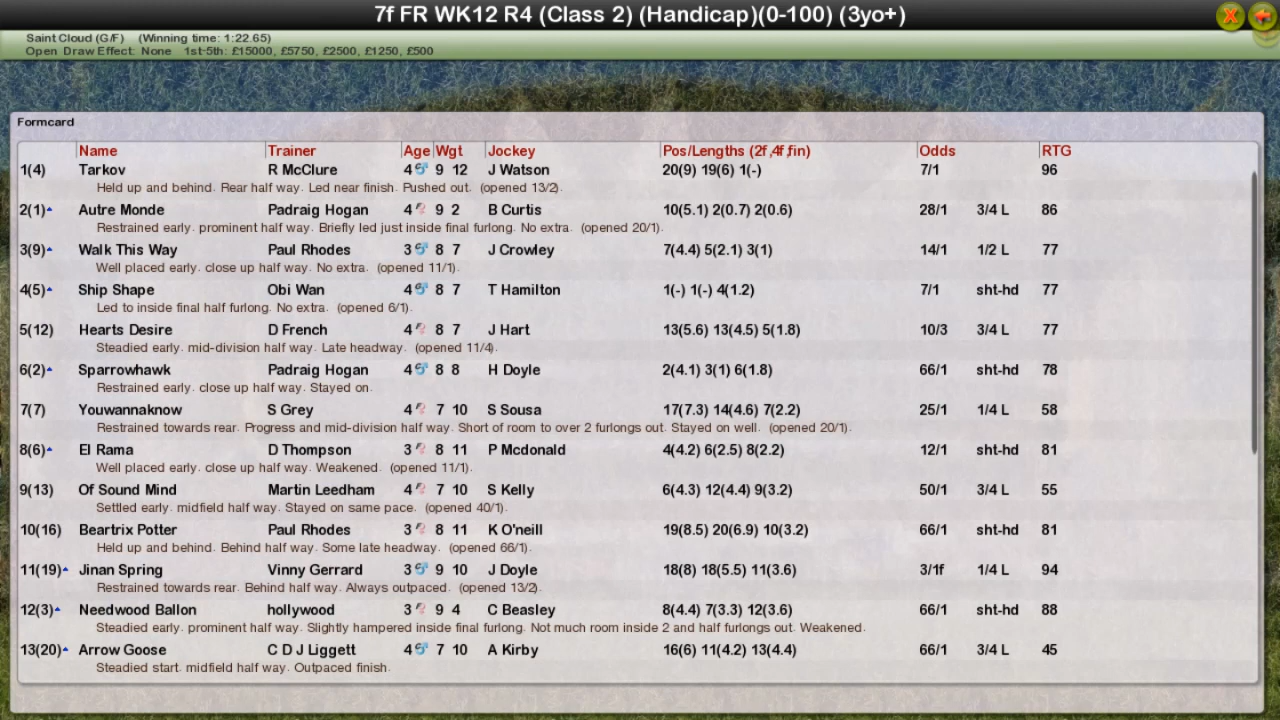 7f FR WK12 R4 (Class 2) (Handicap)(0-100) (3yo+)
Saint Cloud (G/F) (Winning time: 1:22.65)
Open Draw Effect: None 1st-5th: £15000, £5750, £2500, £1250, £500
Formcard
Name Trainer Age Wgt Jockey Pos/Lengths (2f,4f,fin) Odds RTG
1(4) Tarkov R McClure 4 9 12 J Watson 20(9) 19(6) 1(-) 7/1 96
Held up and behind. Rear half way. Led near finish. Pushed out. (opened 13/2).
2(1) Autre Monde Padraig Hogan 4 9 2 B Curtis 10(5.1) 2(0.7) 2(0.6) 28/1 3/4 L 86
Restrained early. prominent half way. Briefly led just inside final furlong. No extra. (opened 20/1).
3(9) Walk This Way Paul Rhodes 3 8 7 J Crowley 7(4.4) 5(2.1) 3(1) 14/1 1/2 L 77
Well placed early. close up half way. No extra. (opened 11/1).
4(5) Ship Shape Obi Wan 4 8 7 T Hamilton 1(-) 1(-) 4(1.2) 7/1 sht-hd 77
Led to inside final half furlong. No extra. (opened 6/1).
5(12) Hearts Desire D French 4 8 7 J Hart 13(5.6) 13(4.5) 5(1.8) 10/3 3/4 L 77
Steadied early. mid-division half way. Late headway. (opened 11/4).
6(2) Sparrowhawk Padraig Hogan 4 8 8 H Doyle 2(4.1) 3(1) 6(1.8) 66/1 sht-hd 78
Restrained early. close up half way. Stayed on.
7(7) Youwannaknow S Grey 4 7 10 S Sousa 17(7.3) 14(4.6) 7(2.2) 25/1 1/4 L 58
Restrained towards rear. Progress and mid-division half way. Short of room to over 2 furlongs out. Stayed on well. (opened 20/1).
8(6) El Rama D Thompson 3 8 11 P Mcdonald 4(4.2) 6(2.5) 8(2.2) 12/1 sht-hd 81
Well placed early. close up half way. Weakened. (opened 11/1).
9(13) Of Sound Mind Martin Leedham 4 7 10 S Kelly 6(4.3) 12(4.4) 9(3.2) 50/1 3/4 L 55
Settled early. midfield half way. Stayed on same pace. (opened 40/1).
10(16) Beartrix Potter Paul Rhodes 3 8 11 K O'neill 19(8.5) 20(6.9) 10(3.2) 66/1 sht-hd 81
Held up and behind. Behind half way. Some late headway. (opened 66/1).
11(19) Jinan Spring Vinny Gerrard 3 9 10 J Doyle 18(8) 18(5.5) 11(3.6) 3/1f 1/4 L 94
Restrained towards rear. Behind half way. Always outpaced. (opened 13/2).
12(3) Needwood Ballon hollywood 3 9 4 C Beasley 8(4.4) 7(3.3) 12(3.6) 66/1 sht-hd 88
Steadied early. prominent half way. Slightly hampered inside final furlong. Not much room inside 2 and half furlongs out. Weakened.
13(20) Arrow Goose C D J Liggett 4 7 10 A Kirby 16(6) 11(4.2) 13(4.4) 66/1 3/4 L 45
Steadied start. midfield half way. Outpaced finish.